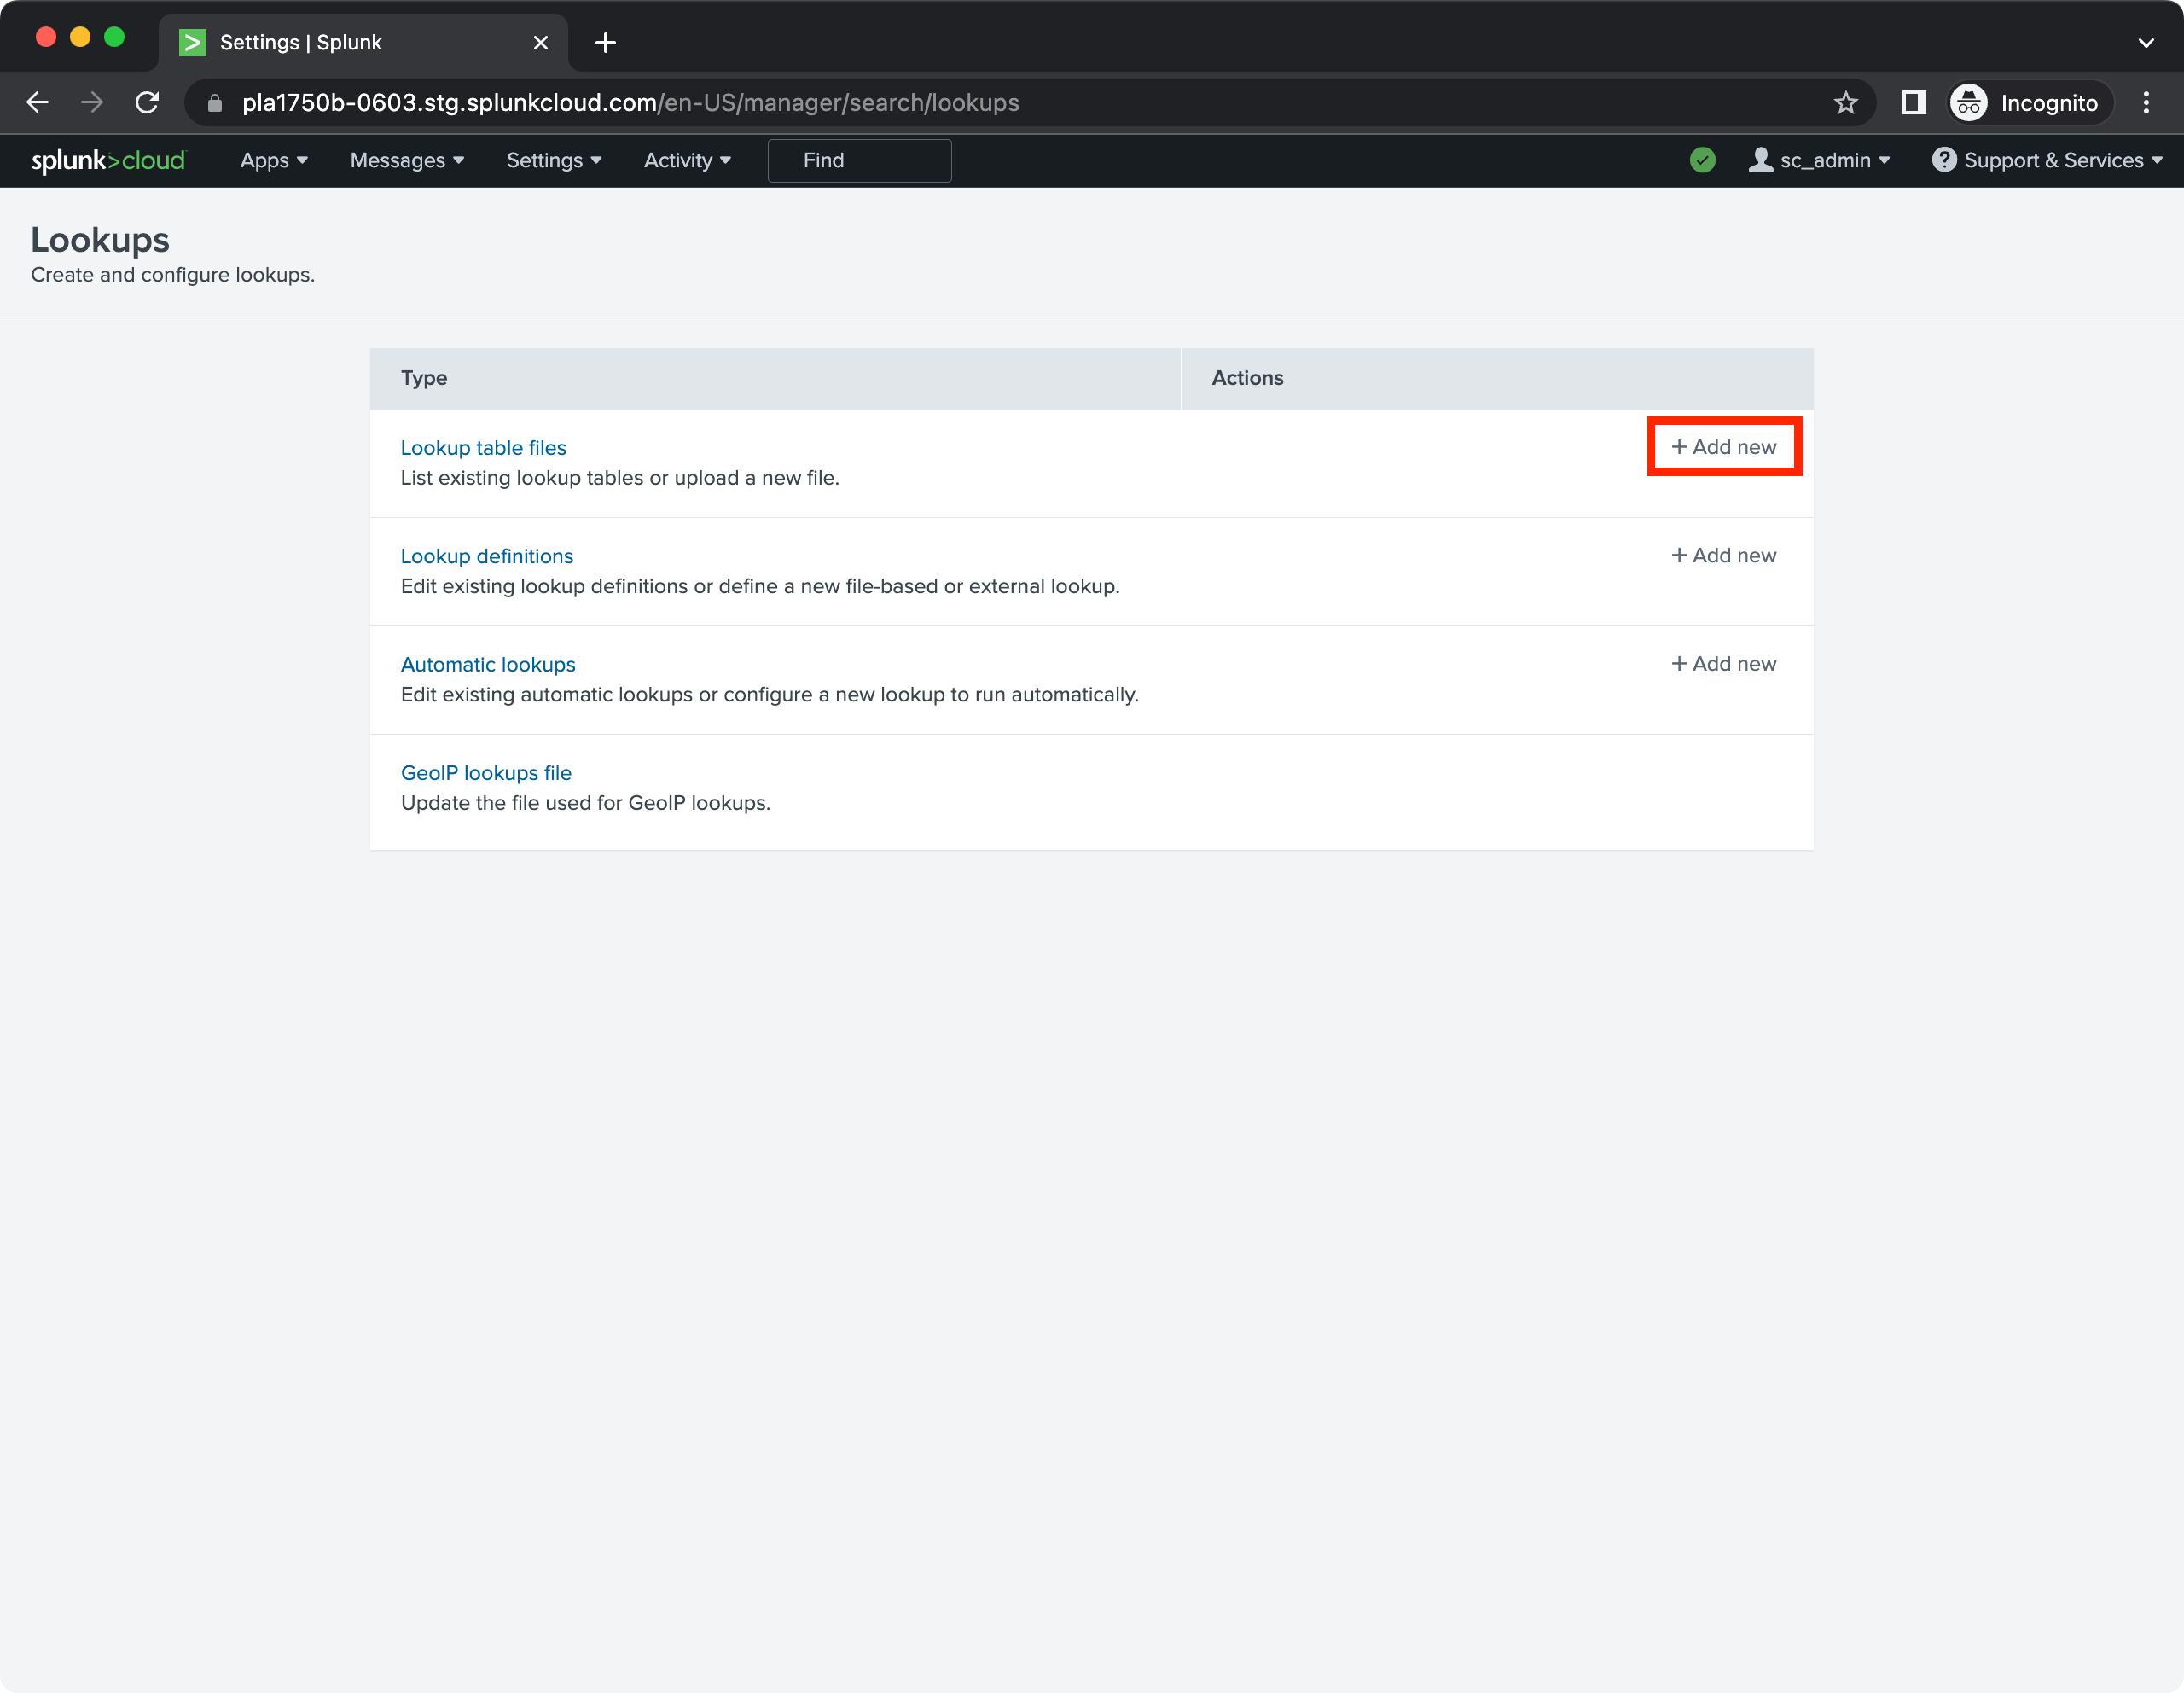 Settings | Splunk
pla1750b-0603.stg.splunkcloud.com/en-US/manager/search/lookups
Incognito
splunk>cloud
Apps
Messages
Settings
Activity
Find
sc_admin
Support & Services
Lookups
Create and configure lookups.
Type
Actions
Lookup table files
+ Add new
List existing lookup tables or upload a new file.
Lookup definitions
+ Add new
Edit existing lookup definitions or define a new file-based or external lookup.
Automatic lookups
+ Add new
Edit existing automatic lookups or configure a new lookup to run automatically.
GeoIP lookups file
Update the file used for GeoIP lookups.